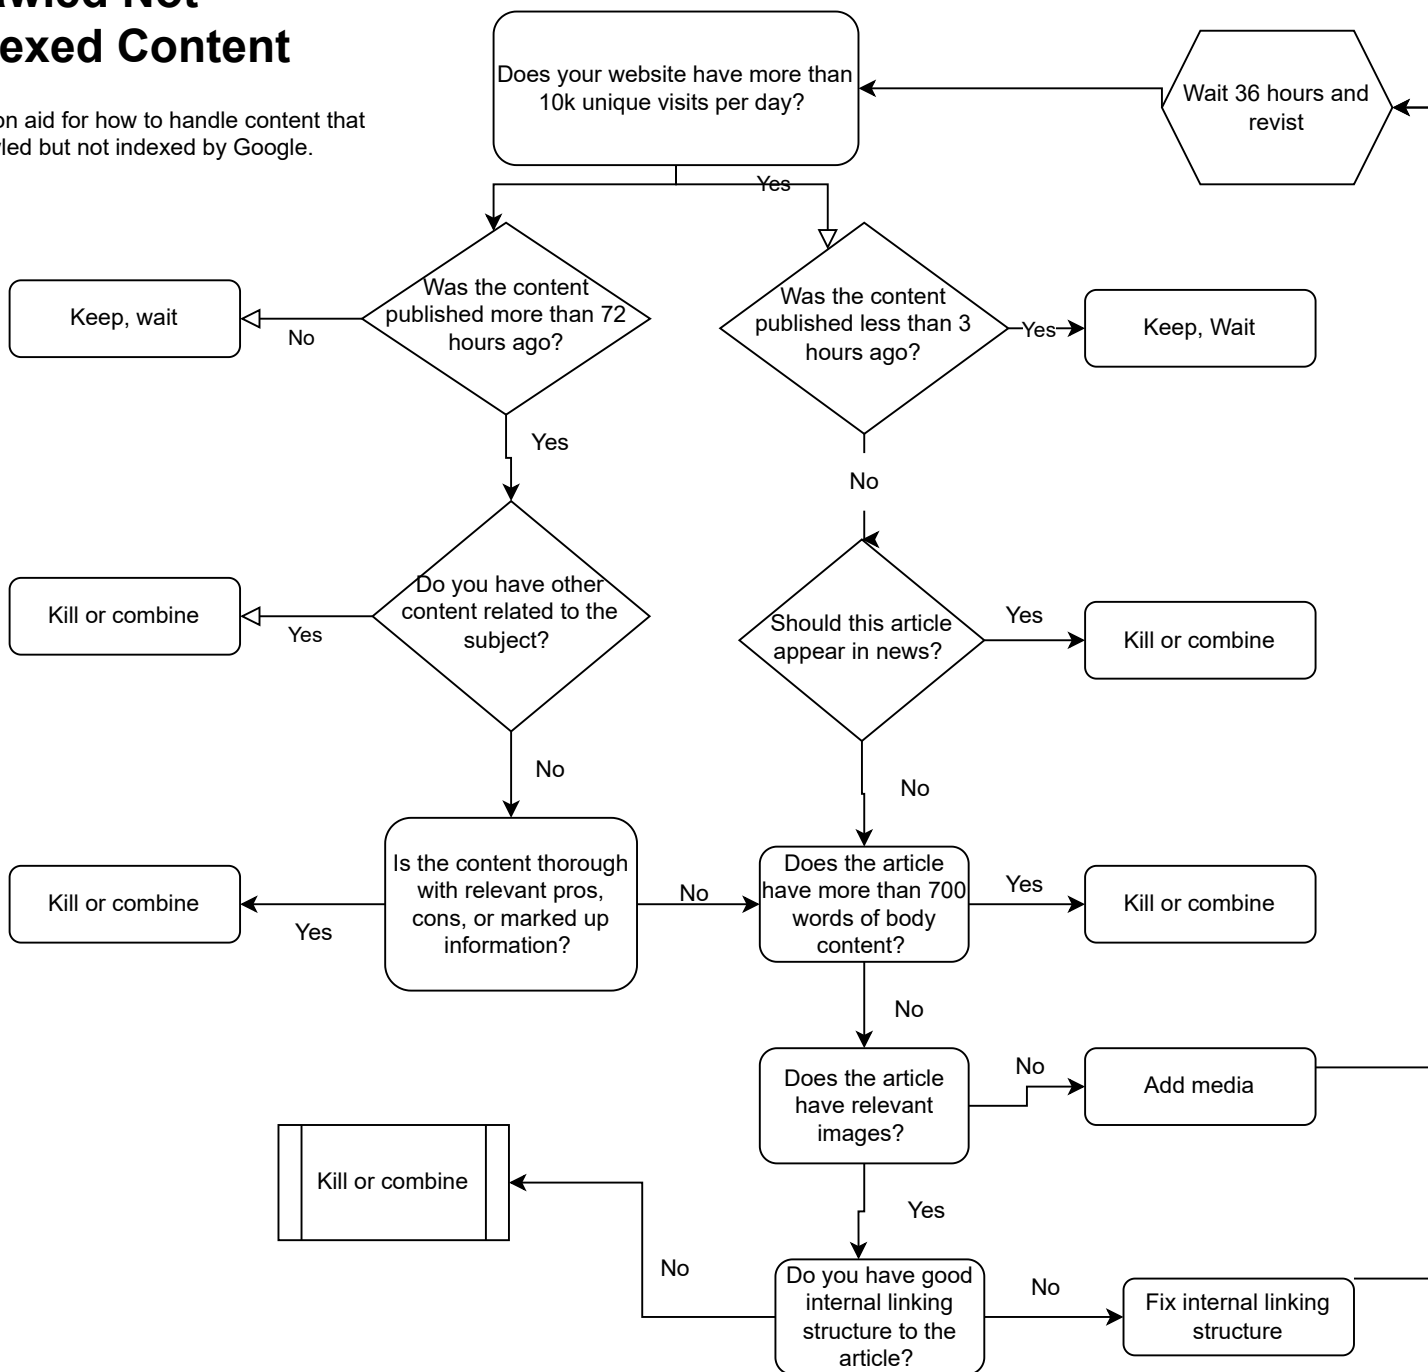 exed Content
on aid for how to handle content that
led but not indexed by Google.
Does your website have more than
10k unique visits per day?
Wait 36 hours and
revist
Yes
Was the content
published more than 72
hours ago?
Keep, wait
No
Was the content
published less than 3
hours ago?
Yes
Keep, Wait
Yes
No
Do you have other
content related to the
subject?
Kill or combine
Yes
Should this article
appear in news?
Yes
Kill or combine
No
No
Is the content thorough
with relevant pros,
cons, or marked up
information?
Kill or combine
Yes
No
Does the article
have more than 700
words of body
content?
Yes
Kill or combine
No
Does the article
have relevant
images?
No
Add media
Kill or combine
Yes
No
Do you have good
internal linking
structure to the
article?
No
Fix internal linking
structure